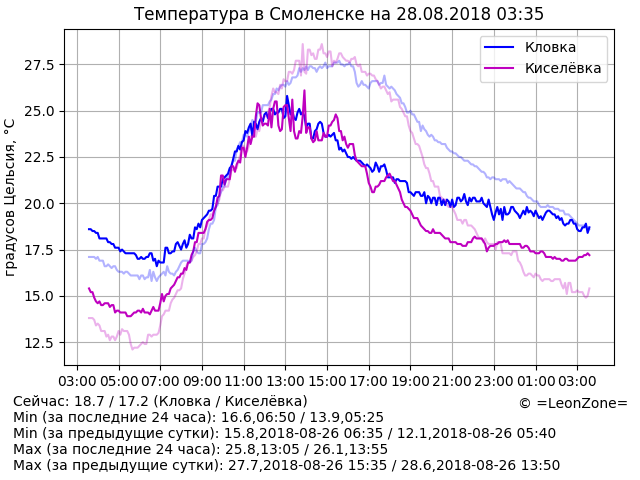 Температура в Смоленске на 28.08.2018 03:35
Кловка
Киселёвка
градусов Цельсия, °C
27.5
25.0
22.5
20.0
17.5
15.0
12.5
03:00 05:00 07:00 09:00 11:00 13:00 15:00 17:00 19:00 21:00 23:00 01:00 03:00
Сейчас: 18.7 / 17.2 (Кловка / Киселёвка)
© =LeonZone=
Min (за последние 24 часа): 16.6,06:50 / 13.9,05:25
Min (за предыдущие сутки): 15.8,2018-08-26 06:35 / 12.1,2018-08-26 05:40
Max (за последние 24 часа): 25.8,13:05 / 26.1,13:55
Max (за предыдущие сутки): 27.7,2018-08-26 15:35 / 28.6,2018-08-26 13:50